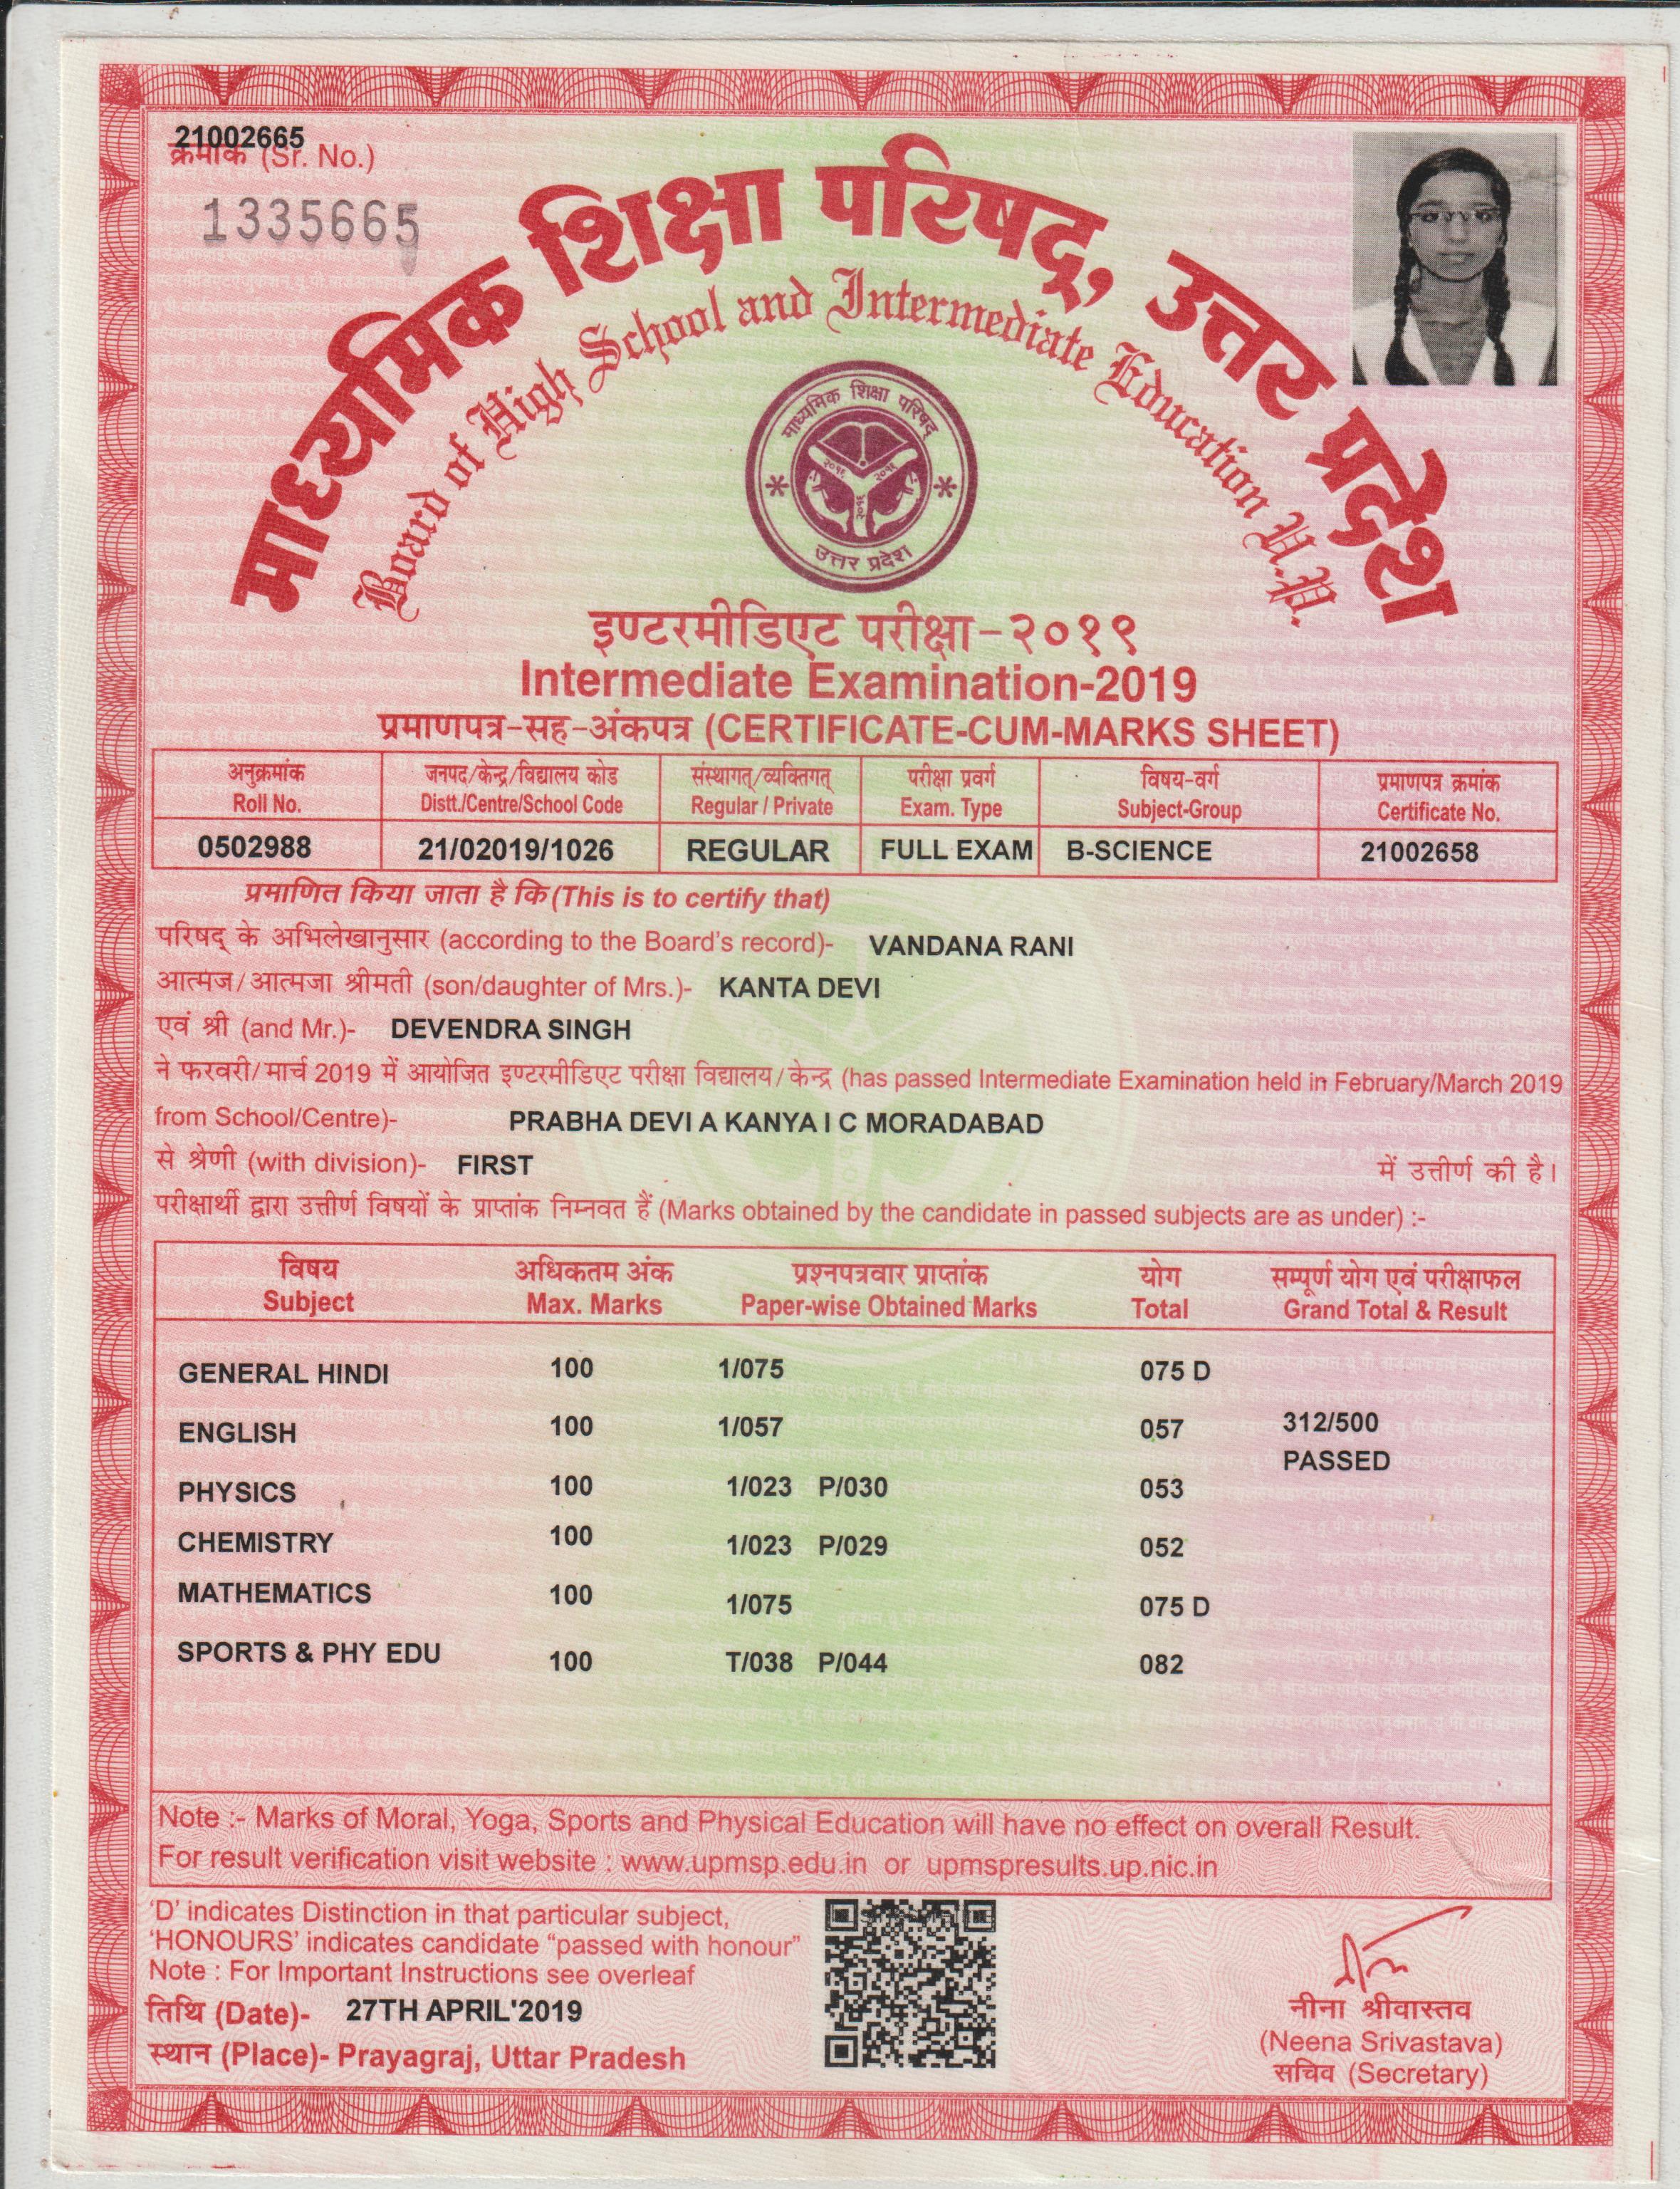 21002665
क्रमांक (Sr. No.)
1335665
माध्यमिक शिक्षा परिषद्, उत्तर प्रदेश
Board of High School and Intermediate Education U.P.
माध्यमिक शिक्षा परिषद्
उत्तर प्रदेश
इण्टरमीडिएट परीक्षा-२०१९
Intermediate Examination-2019
प्रमाणपत्र-सह-अंकपत्र (CERTIFICATE-CUM-MARKS SHEET)
अनुक्रमांक जनपद/केन्द्र/विद्यालय कोड संस्थागत्/व्यक्तिगत् परीक्षा प्रवर्ग विषय-वर्ग प्रमाणपत्र क्रमांक
Roll No. Distt./Centre/School Code Regular / Private Exam. Type Subject-Group Certificate No.
0502988 21/02019/1026 REGULAR FULL EXAM B-SCIENCE 21002658
प्रमाणित किया जाता है कि (This is to certify that)
परिषद् के अभिलेखानुसार (according to the Board's record)- VANDANA RANI
आत्मज/आत्मजा श्रीमती (son/daughter of Mrs.)- KANTA DEVI
एवं श्री (and Mr.)- DEVENDRA SINGH
ने फरवरी/मार्च 2019 में आयोजित इण्टरमीडिएट परीक्षा विद्यालय/केन्द्र (has passed Intermediate Examination held in February/March 2019
from School/Centre)- PRABHA DEVI A KANYA I C MORADABAD
से श्रेणी (with division)- FIRST में उत्तीर्ण की है।
परीक्षार्थी द्वारा उत्तीर्ण विषयों के प्राप्तांक निम्नवत हैं (Marks obtained by the candidate in passed subjects are as under) :-
विषय अधिकतम अंक प्रश्नपत्रवार प्राप्तांक योग सम्पूर्ण योग एवं परीक्षाफल
Subject Max. Marks Paper-wise Obtained Marks Total Grand Total & Result
GENERAL HINDI 100 1/075 075 D
ENGLISH 100 1/057 057 312/500
PASSED
PHYSICS 100 1/023 P/030 053
CHEMISTRY 100 1/023 P/029 052
MATHEMATICS 100 1/075 075 D
SPORTS & PHY EDU 100 T/038 P/044 082
Note :- Marks of Moral, Yoga, Sports and Physical Education will have no effect on overall Result.
For result verification visit website : www.upmsp.edu.in or upmspresults.up.nic.in
'D' indicates Distinction in that particular subject,
'HONOURS' indicates candidate "passed with honour"
Note : For Important Instructions see overleaf
तिथि (Date)- 27TH APRIL'2019
स्थान (Place)- Prayagraj, Uttar Pradesh
नीना श्रीवास्तव
(Neena Srivastava)
सचिव (Secretary)